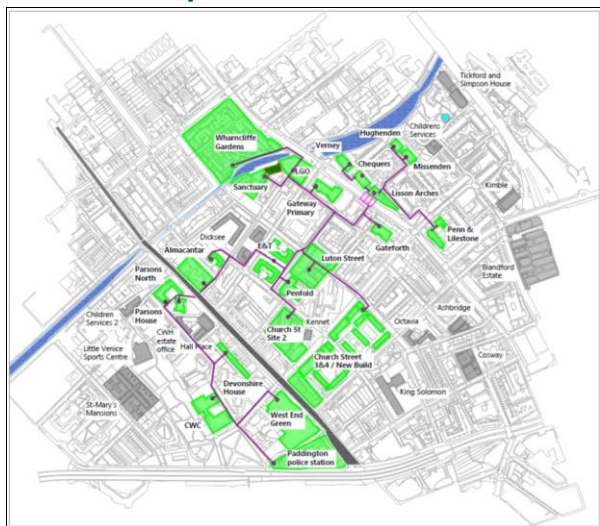 Tickford and
Simpson House
Hughenden
Childrens
Services
Wharncliffe
Gardens
Verney
Chequers
Missenden
LGO
Sanctuary
Lisson Arches
Kimble
Gateway
Primary
Penn &
Lilestone
Dicksee
E&T
Gateforth
Almacantar
Luton Street
Blandford
Estate
Parsons
North
Penfold
Children
Services 2
Parsons
House
Church St
Site 2
Kennet
Octavia
Ashbridge
CWH
estate
office
Hall Place
Little Venice
Sports Centre
Church Street
3&4 / New Build
Cosway
Devonshire
House
King Solomon
St-Mary's
Mansions
West End
Green
CWC
Paddington
police station